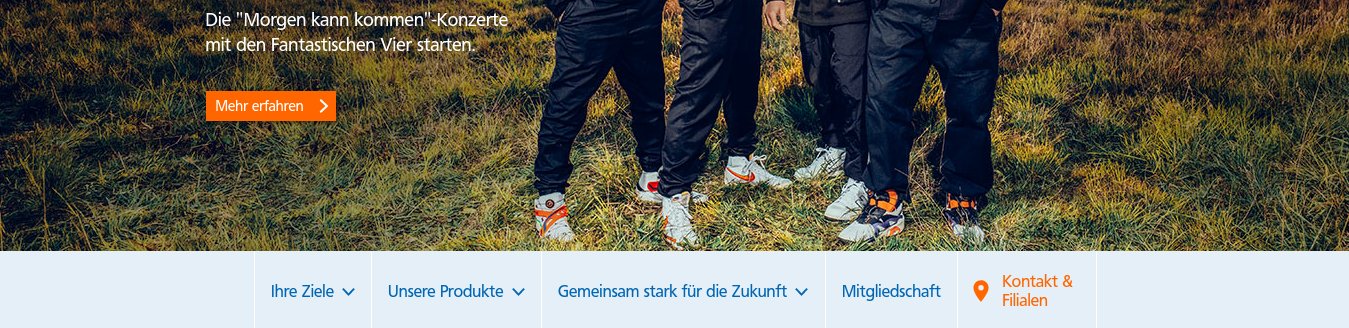 Die "Morgen kann kommen"-Konzerte
mit den Fantastischen Vier starten.
Mehr erfahren
Ihre Ziele
Unsere Produkte
Gemeinsam stark für die Zukunft
Mitgliedschaft
Kontakt &
Filialen